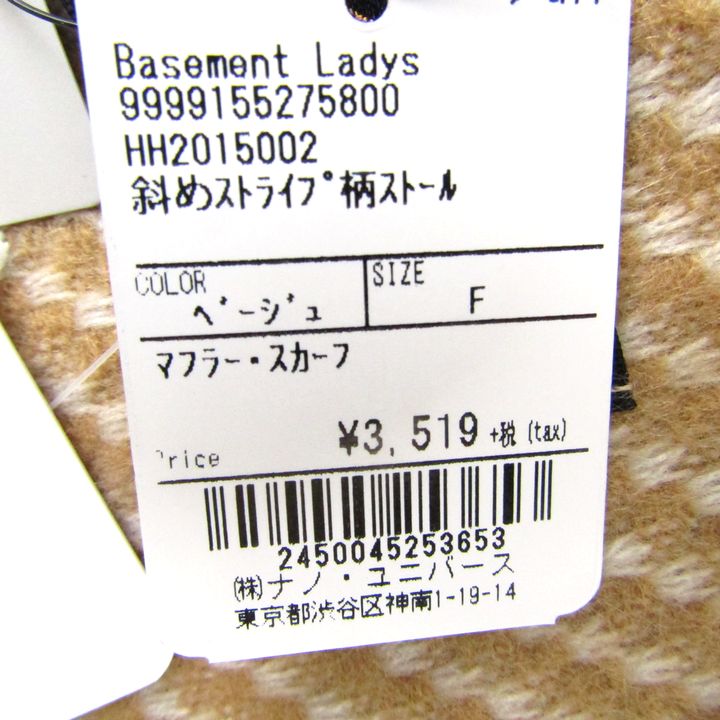 Basement Ladys
9999155275800
HH2015002
斜めｽﾄﾗｲﾌﾟ柄ｽﾄｰﾙ
COLOR
ﾍﾞｰｼﾞｭ
SIZE
F
ﾏﾌﾗｰ・ｽｶｰﾌ
Price
¥3,519 +税 (tax)
2450045253653
㈱ナノ・ユニバース
東京都渋谷区神南1-19-14